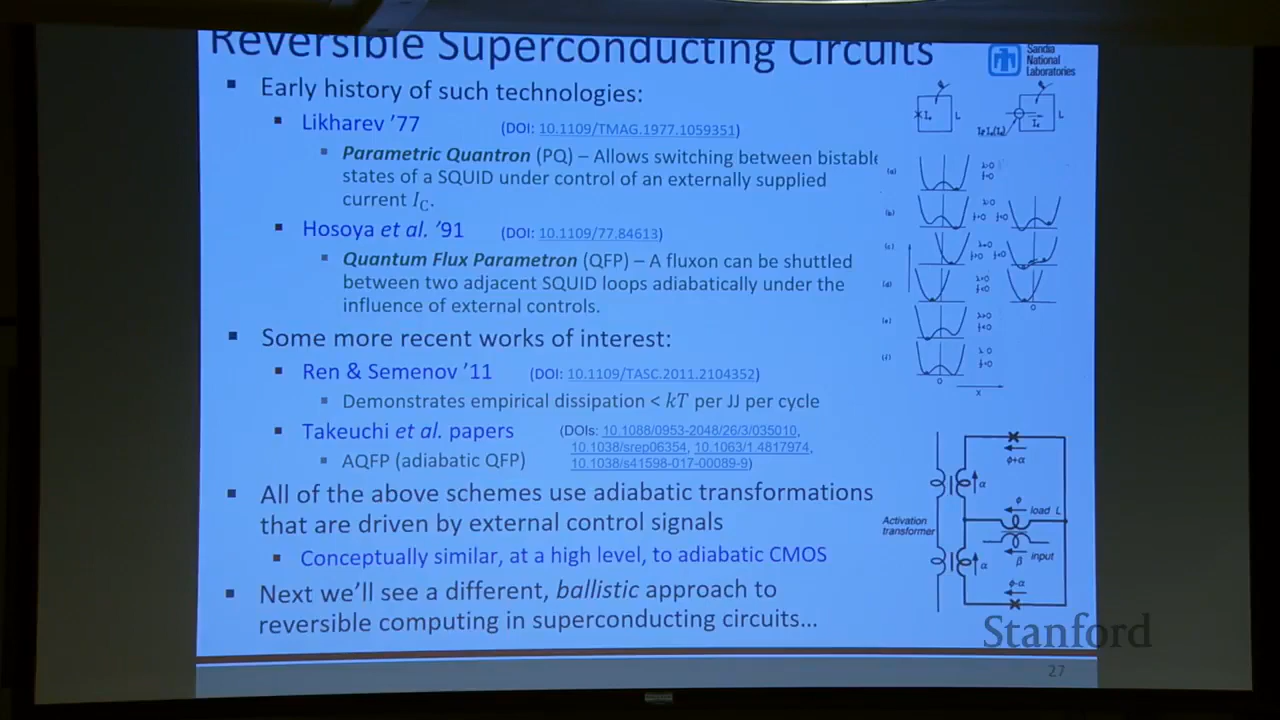 Reversible Superconducting Circuits
Sandia
National
Laboratories
▪ Early history of such technologies:
▪ Likharev ’77 (DOI: 10.1109/TMAG.1977.1059351)
▪ Parametric Quantron (PQ) – Allows switching between bistable
states of a SQUID under control of an externally supplied
current I_C.
▪ Hosoya et al. ’91 (DOI: 10.1109/77.84613)
▪ Quantum Flux Parametron (QFP) – A fluxon can be shuttled
between two adjacent SQUID loops adiabatically under the
influence of external controls.
▪ Some more recent works of interest:
▪ Ren & Semenov ’11 (DOI: 10.1109/TASC.2011.2104352)
▪ Demonstrates empirical dissipation < kT per JJ per cycle
▪ Takeuchi et al. papers (DOIs: 10.1088/0953-2048/26/3/035010,
10.1038/srep06354, 10.1063/1.4817974,
▪ AQFP (adiabatic QFP) 10.1038/s41598-017-00089-9)
▪ All of the above schemes use adiabatic transformations
that are driven by external control signals
▪ Conceptually similar, at a high level, to adiabatic CMOS
▪ Next we’ll see a different, ballistic approach to
reversible computing in superconducting circuits…
L
L
(a)
(b)
(c)
(d)
(e)
(f)
0
0
x
ϕ+α
α
ϕ
load L
Activation
transformer
β
input
α
ϕ-α
Stanford
27